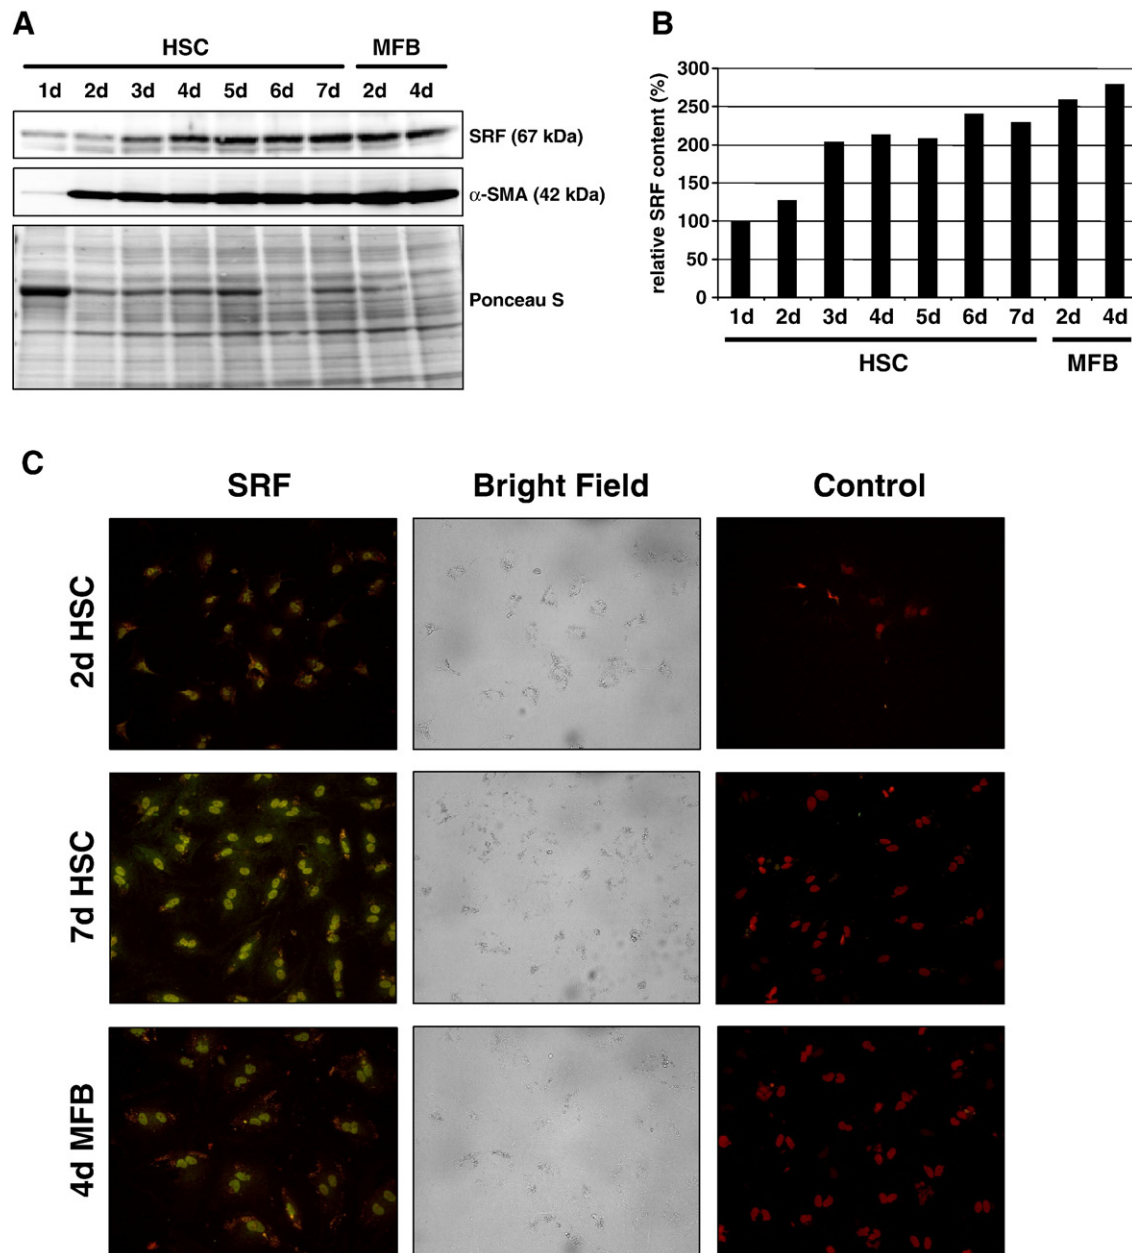 A
HSC MFB
1d 2d 3d 4d 5d 6d 7d 2d 4d
SRF (67 kDa)
α-SMA (42 kDa)
Ponceau S
B
relative SRF content (%)
300
250
200
150
100
50
0
1d 2d 3d 4d 5d 6d 7d 2d 4d
HSC MFB
C
SRF Bright Field Control
2d HSC
7d HSC
4d MFB